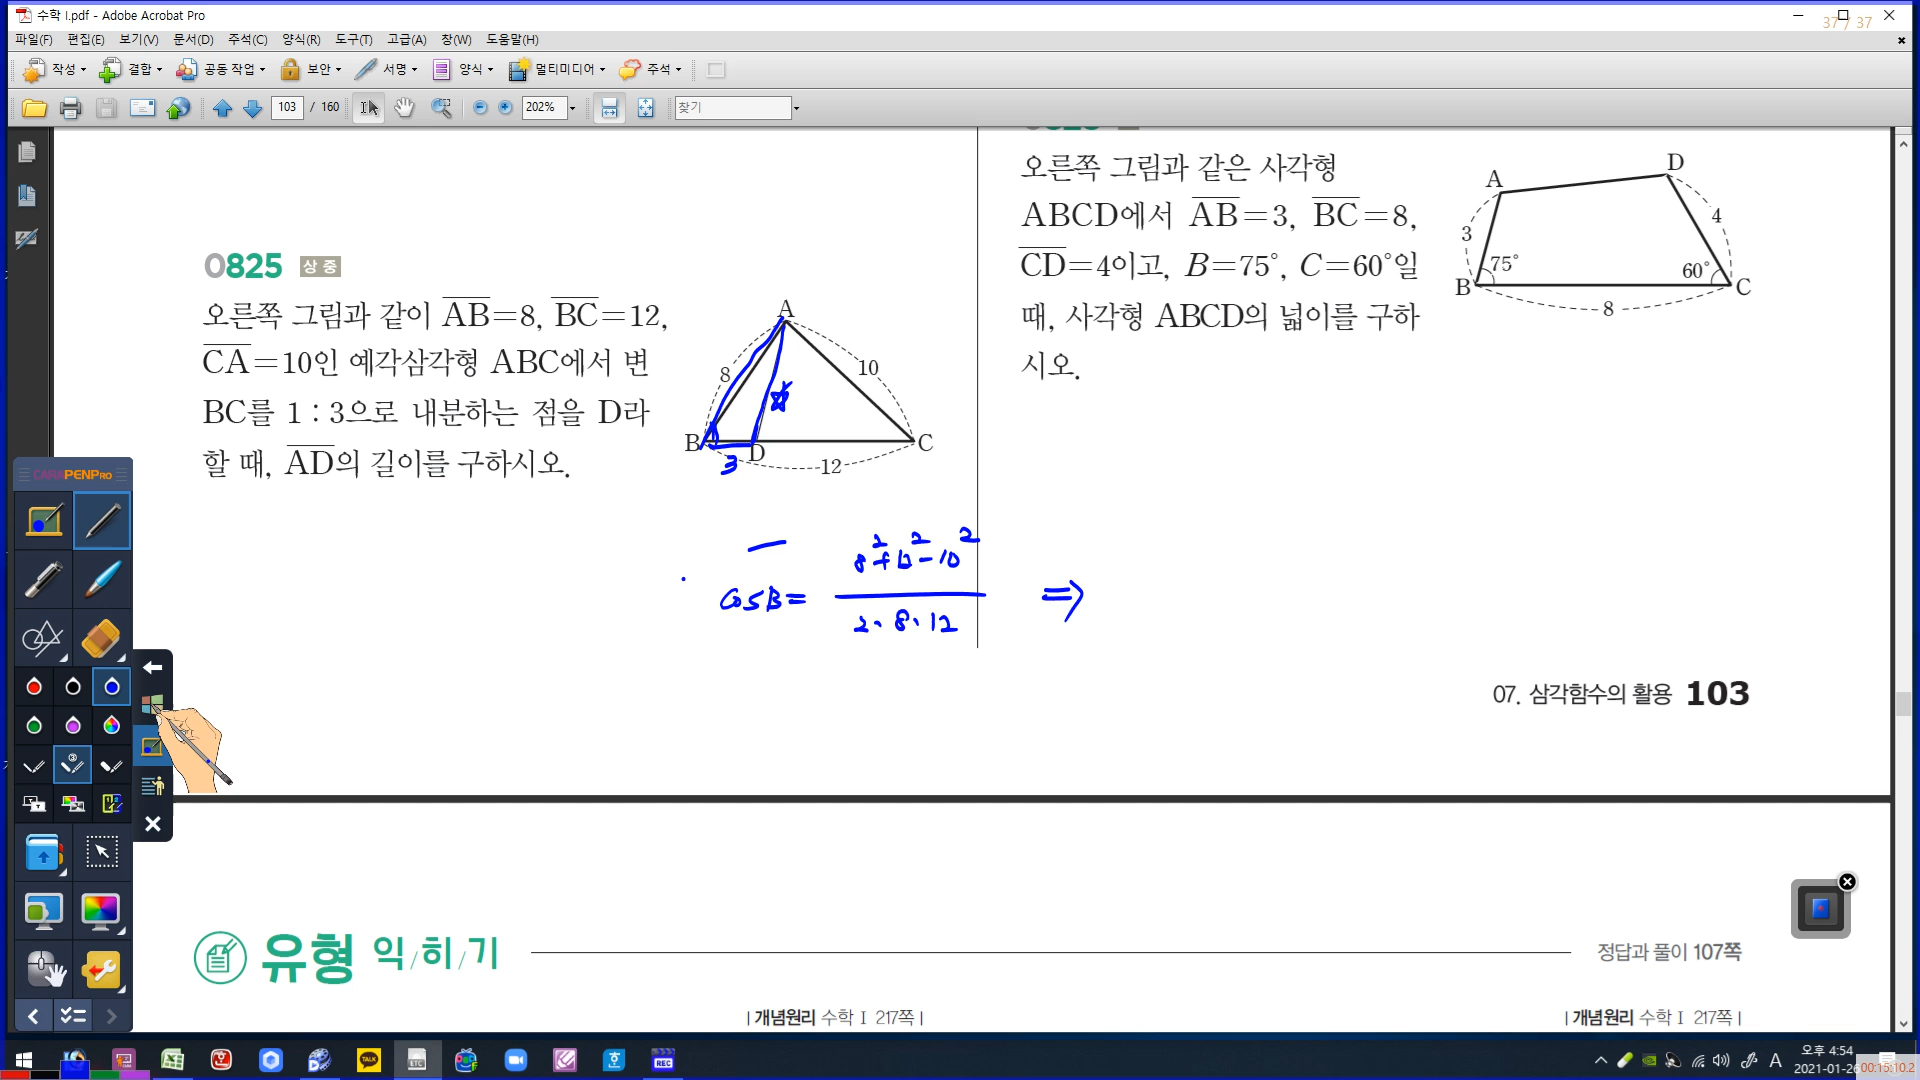 수학 I.pdf - Adobe Acrobat Pro
37 / 37
파일(F) 편집(E) 보기(V) 문서(D) 주석(C) 양식(R) 도구(T) 고급(A) 창(W) 도움말(H)
작성 결합 공동 작업 보안 서명 양식 멀티미디어 주석
103 / 160 202% 찾기
0825 상 중
오른쪽 그림과 같이 AB=8, BC=12,
CA=10인 예각삼각형 ABC에서 변
BC를 1 : 3으로 내분하는 점을 D라
할 때, AD의 길이를 구하시오.
A
8
10
B
D
C
3
12
cosB= 8²+12²-10² / 2·8·12 ⇒
오른쪽 그림과 같은 사각형
ABCD에서 AB=3, BC=8,
CD=4이고, B=75°, C=60°일
때, 사각형 ABCD의 넓이를 구하
시오.
A
D
3
4
75°
60°
B
C
8
07. 삼각함수의 활용 103
CARAPENPRO
유형 익/히/기
정답과 풀이 107쪽
| 개념원리 수학 I 217쪽 |
| 개념원리 수학 I 217쪽 |
TALK
REC
A
오후 4:54
2021-01-26
00:15:10.2